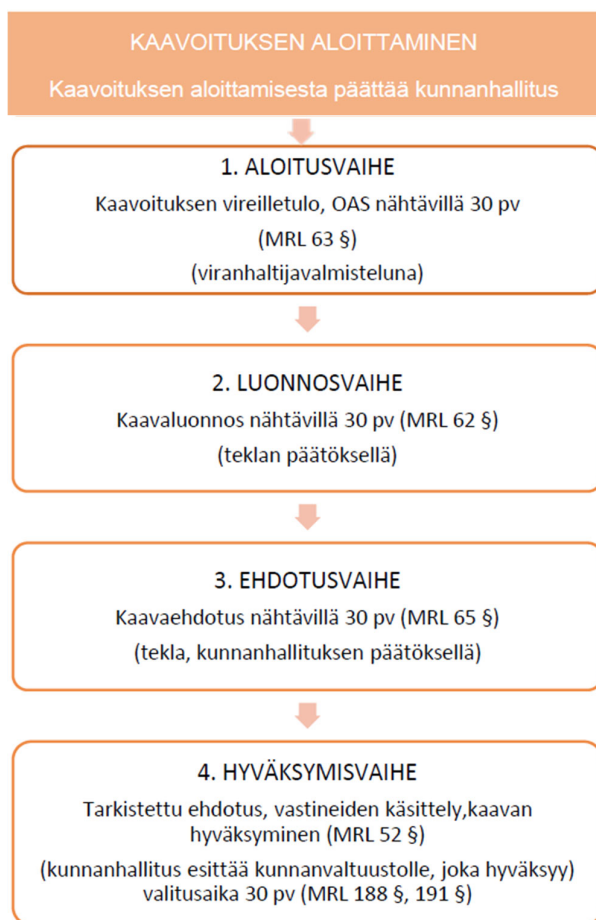 KAAVOITUKSEN ALOITTAMINEN
Kaavoituksen aloittamisesta päättää kunnanhallitus
1. ALOITUSVAIHE
Kaavoituksen vireilletulo, OAS nähtävillä 30 pv
(MRL 63 §)
(viranhaltijavalmisteluna)
2. LUONNOSVAIHE
Kaavaluonnos nähtävillä 30 pv (MRL 62 §)
(teklan päätöksellä)
3. EHDOTUSVAIHE
Kaavaehdotus nähtävillä 30 pv (MRL 65 §)
(tekla, kunnanhallituksen päätöksellä)
4. HYVÄKSYMISVAIHE
Tarkistettu ehdotus, vastineiden käsittely,kaavan
hyväksyminen (MRL 52 §)
(kunnanhallitus esittää kunnanvaltuustolle, joka hyväksyy)
valitusaika 30 pv (MRL 188 §, 191 §)